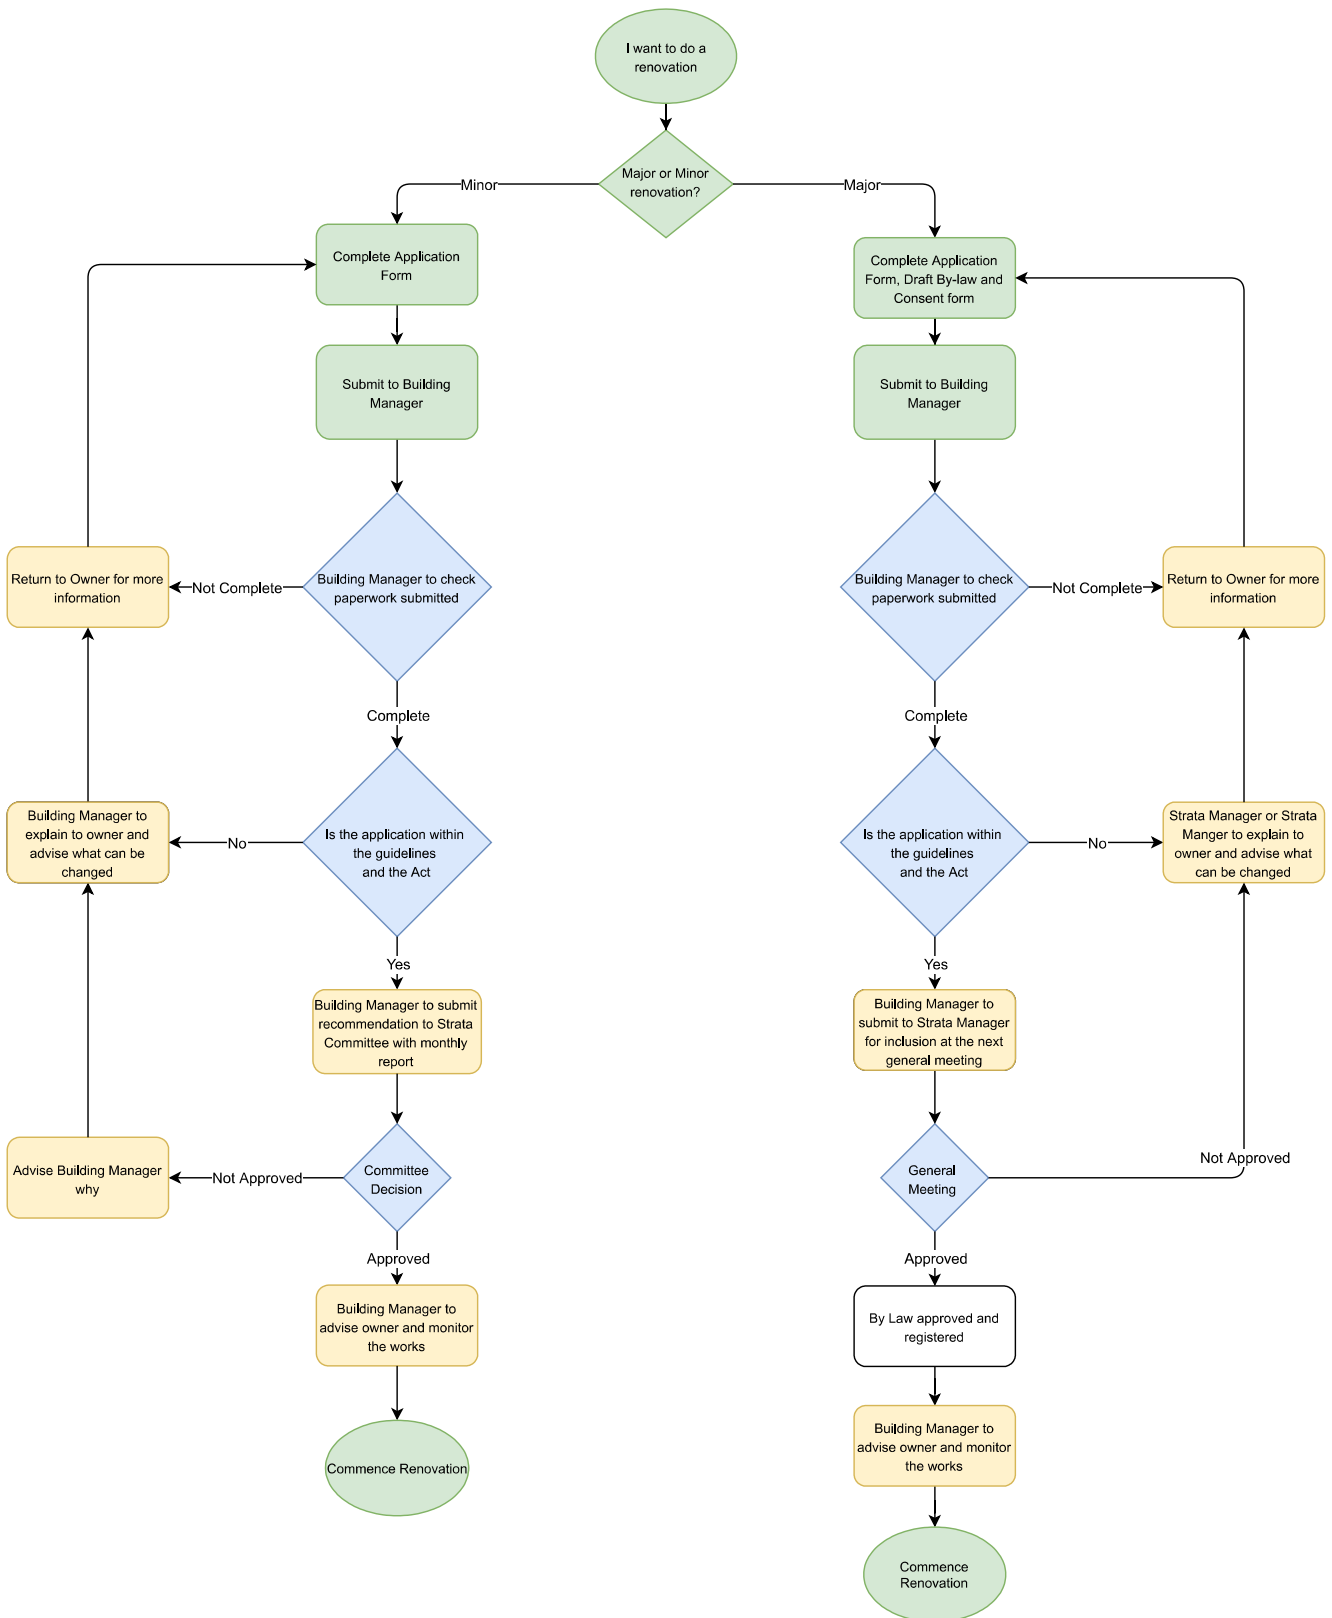 I want to do a
renovation
Major or Minor
renovation?
Minor
Major
Complete Application
Form
Complete Application
Form, Draft By-law and
Consent form
Submit to Building
Manager
Submit to Building
Manager
Return to Owner for more
information
Not Complete
Building Manager to check
paperwork submitted
Building Manager to check
paperwork submitted
Not Complete
Return to Owner for more
information
Complete
Complete
Building Manager to
explain to owner and
advise what can be
changed
No
Is the application within
the guidelines
and the Act
Is the application within
the guidelines
and the Act
No
Strata Manager or Strata
Manger to explain to
owner and advise what
can be changed
Yes
Yes
Building Manager to submit
recommendation to Strata
Committee with monthly
report
Building Manager to
submit to Strata Manager
for inclusion at the next
general meeting
Advise Building Manager
why
Not Approved
Committee
Decision
General
Meeting
Not Approved
Approved
Approved
Building Manager to
advise owner and monitor
the works
By Law approved and
registered
Commence Renovation
Building Manager to
advise owner and monitor
the works
Commence
Renovation